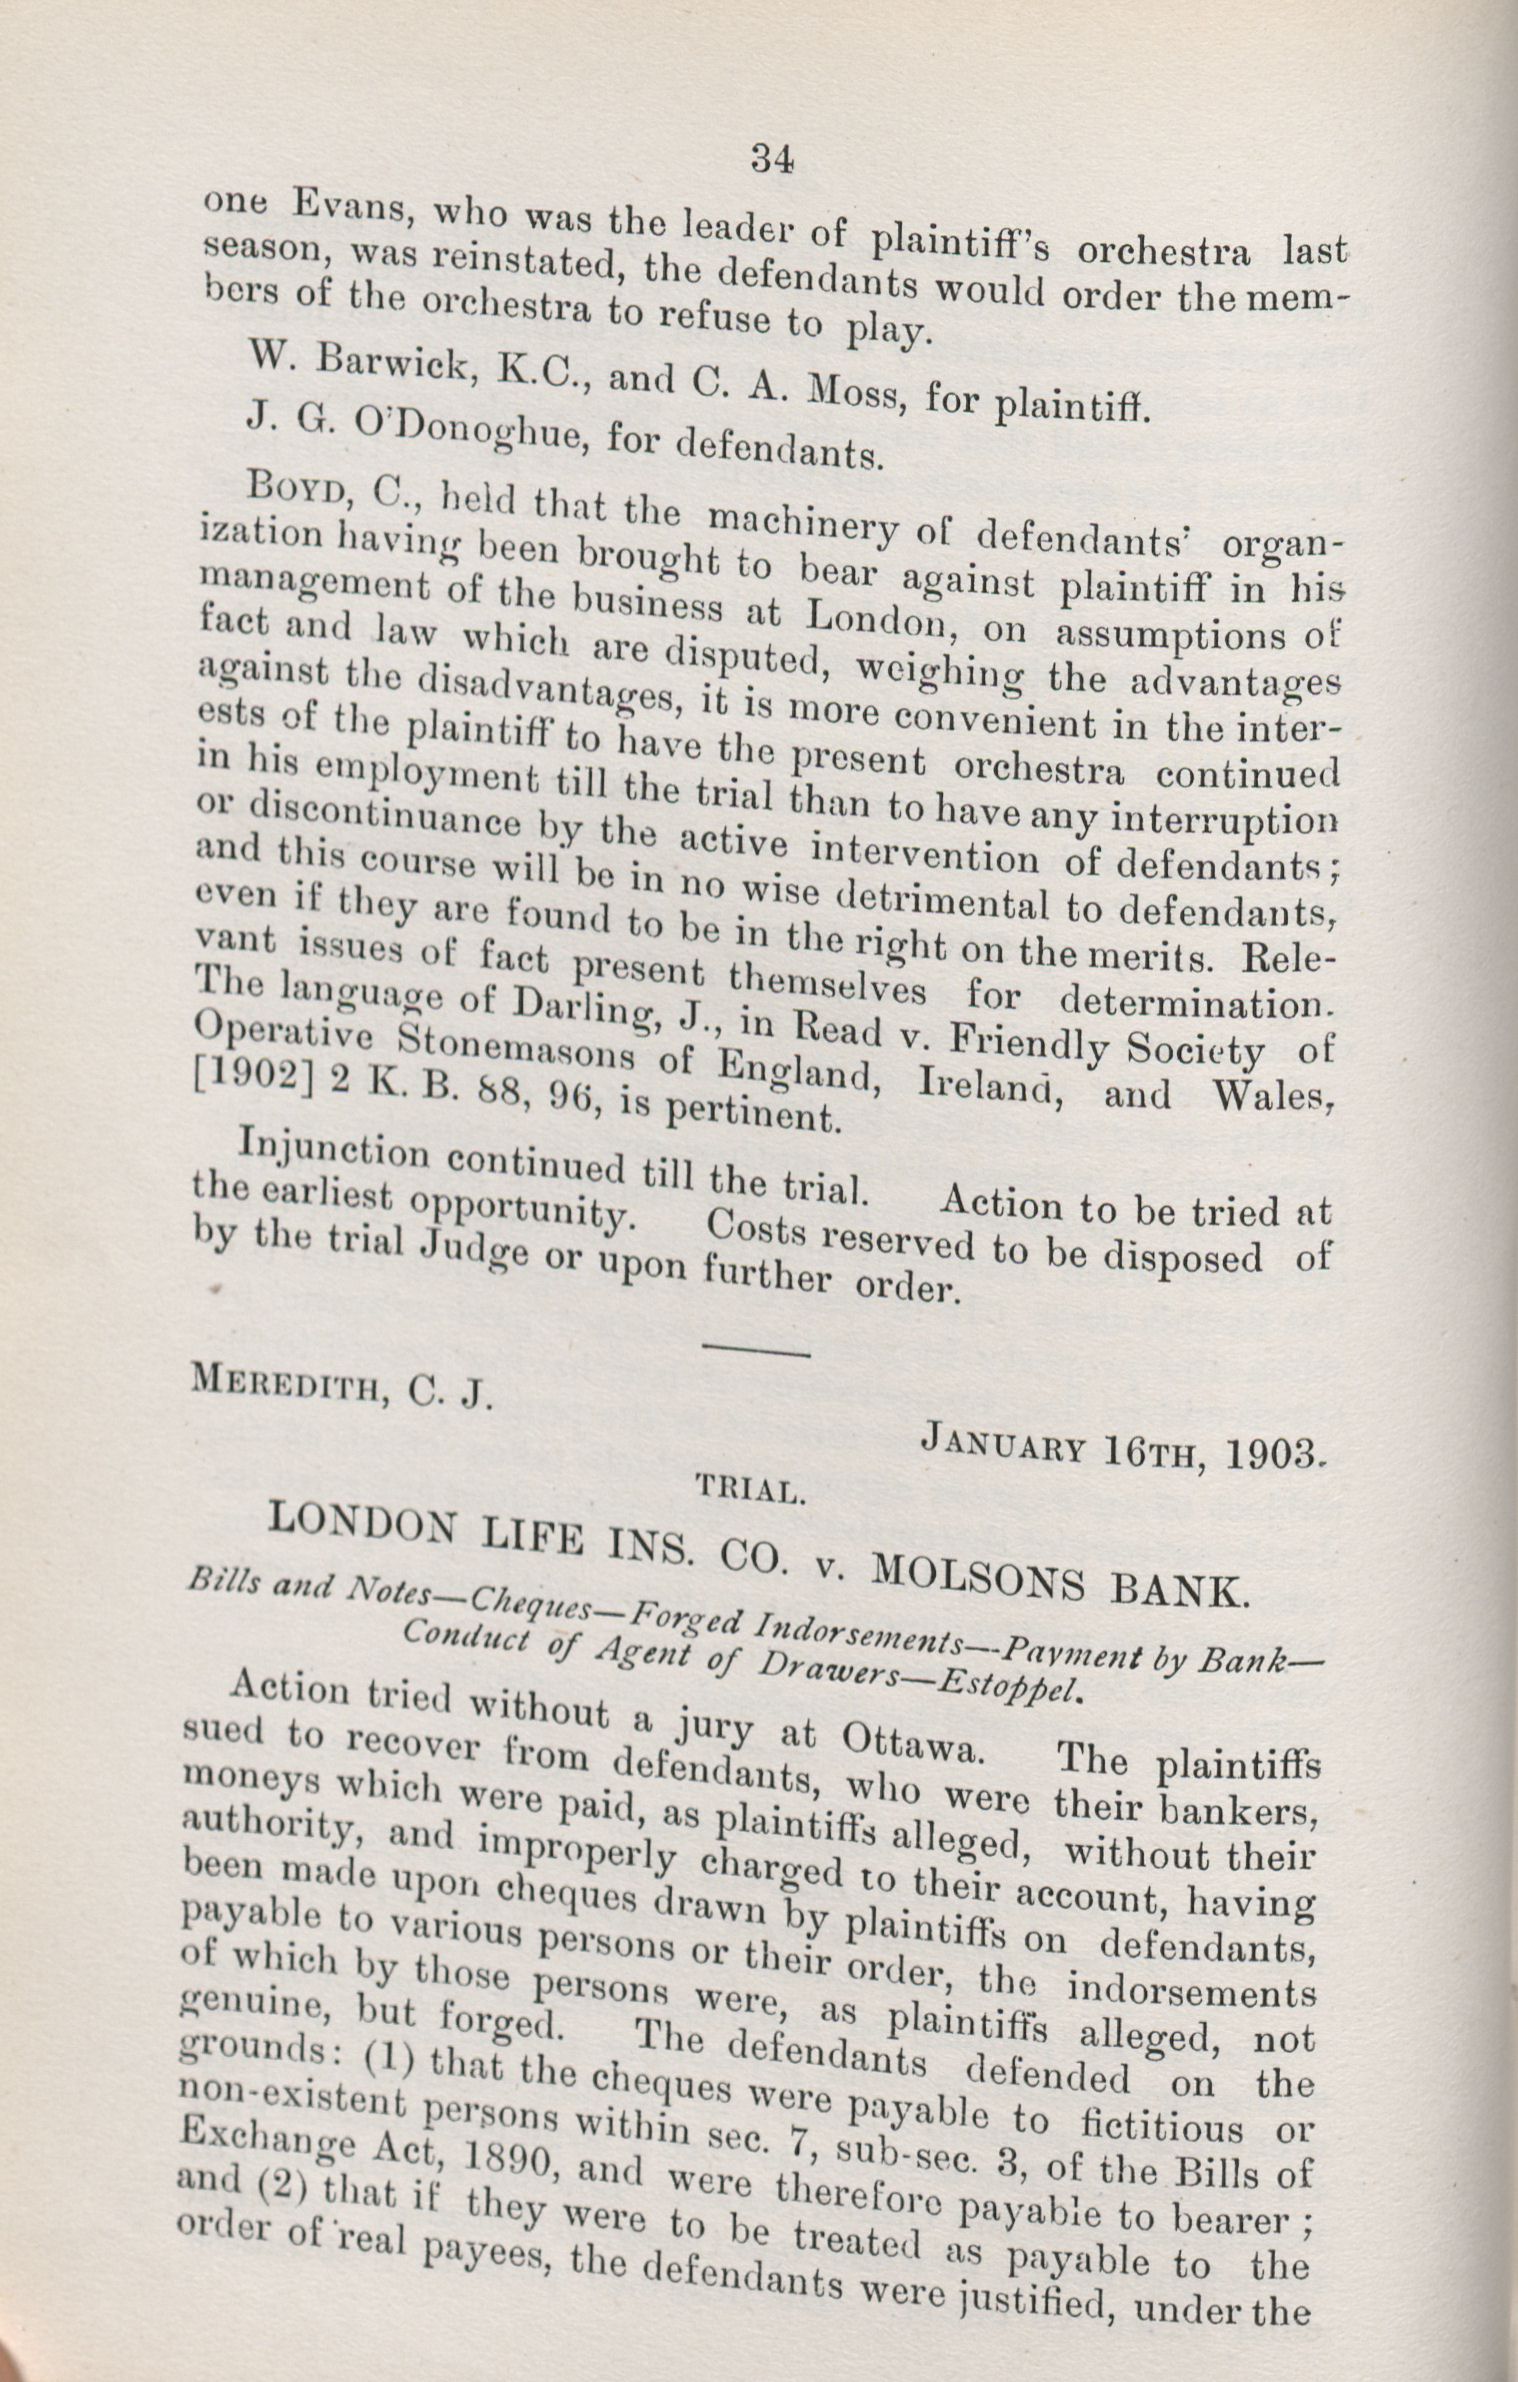 34
one Evans, who was the leader of plaintiff's orchestra last
season, was reinstated, the defendants would order the mem-
bers of the orchestra to refuse to play.
W. Barwick, K.C., and C. A. Moss, for plaintiff.
J. G. O'Donoghue, for defendants.
BOYD, C., held that the machinery of defendants' organ-
ization having been brought to bear against plaintiff in his
management of the business at London, on assumptions of
fact and law which are disputed, weighing the advantages
against the disadvantages, it is more convenient in the inter-
ests of the plaintiff to have the present orchestra continued
in his employment till the trial than to have any interruption
or discontinuance by the active intervention of defendants;
and this course will be in no wise detrimental to defendants,
even if they are found to be in the right on the merits. Rele-
vant issues of fact present themselves for determination.
The language of Darling, J., in Read v. Friendly Society of
Operative Stonemasons of England, Ireland, and Wales,
[1902] 2 K. B. 88, 96, is pertinent.
Injunction continued till the trial. Action to be tried at
the earliest opportunity. Costs reserved to be disposed of
by the trial Judge or upon further order.
MEREDITH, C. J.
JANUARY 16TH, 1903.
TRIAL.
LONDON LIFE INS. CO. v. MOLSONS BANK.
Bills and Notes—Cheques—Forged Indorsements—Payment by Bank—
Conduct of Agent of Drawers—Estoppel.
Action tried without a jury at Ottawa. The plaintiffs
sued to recover from defendants, who were their bankers,
moneys which were paid, as plaintiffs alleged, without their
authority, and improperly charged to their account, having
been made upon cheques drawn by plaintiffs on defendants,
payable to various persons or their order, the indorsements
of which by those persons were, as plaintiffs alleged, not
genuine, but forged. The defendants defended on the
grounds: (1) that the cheques were payable to fictitious or
non-existent persons within sec. 7, sub-sec. 3, of the Bills of
Exchange Act, 1890, and were therefore payable to bearer;
and (2) that if they were to be treated as payable to the
order of real payees, the defendants were justified, under the